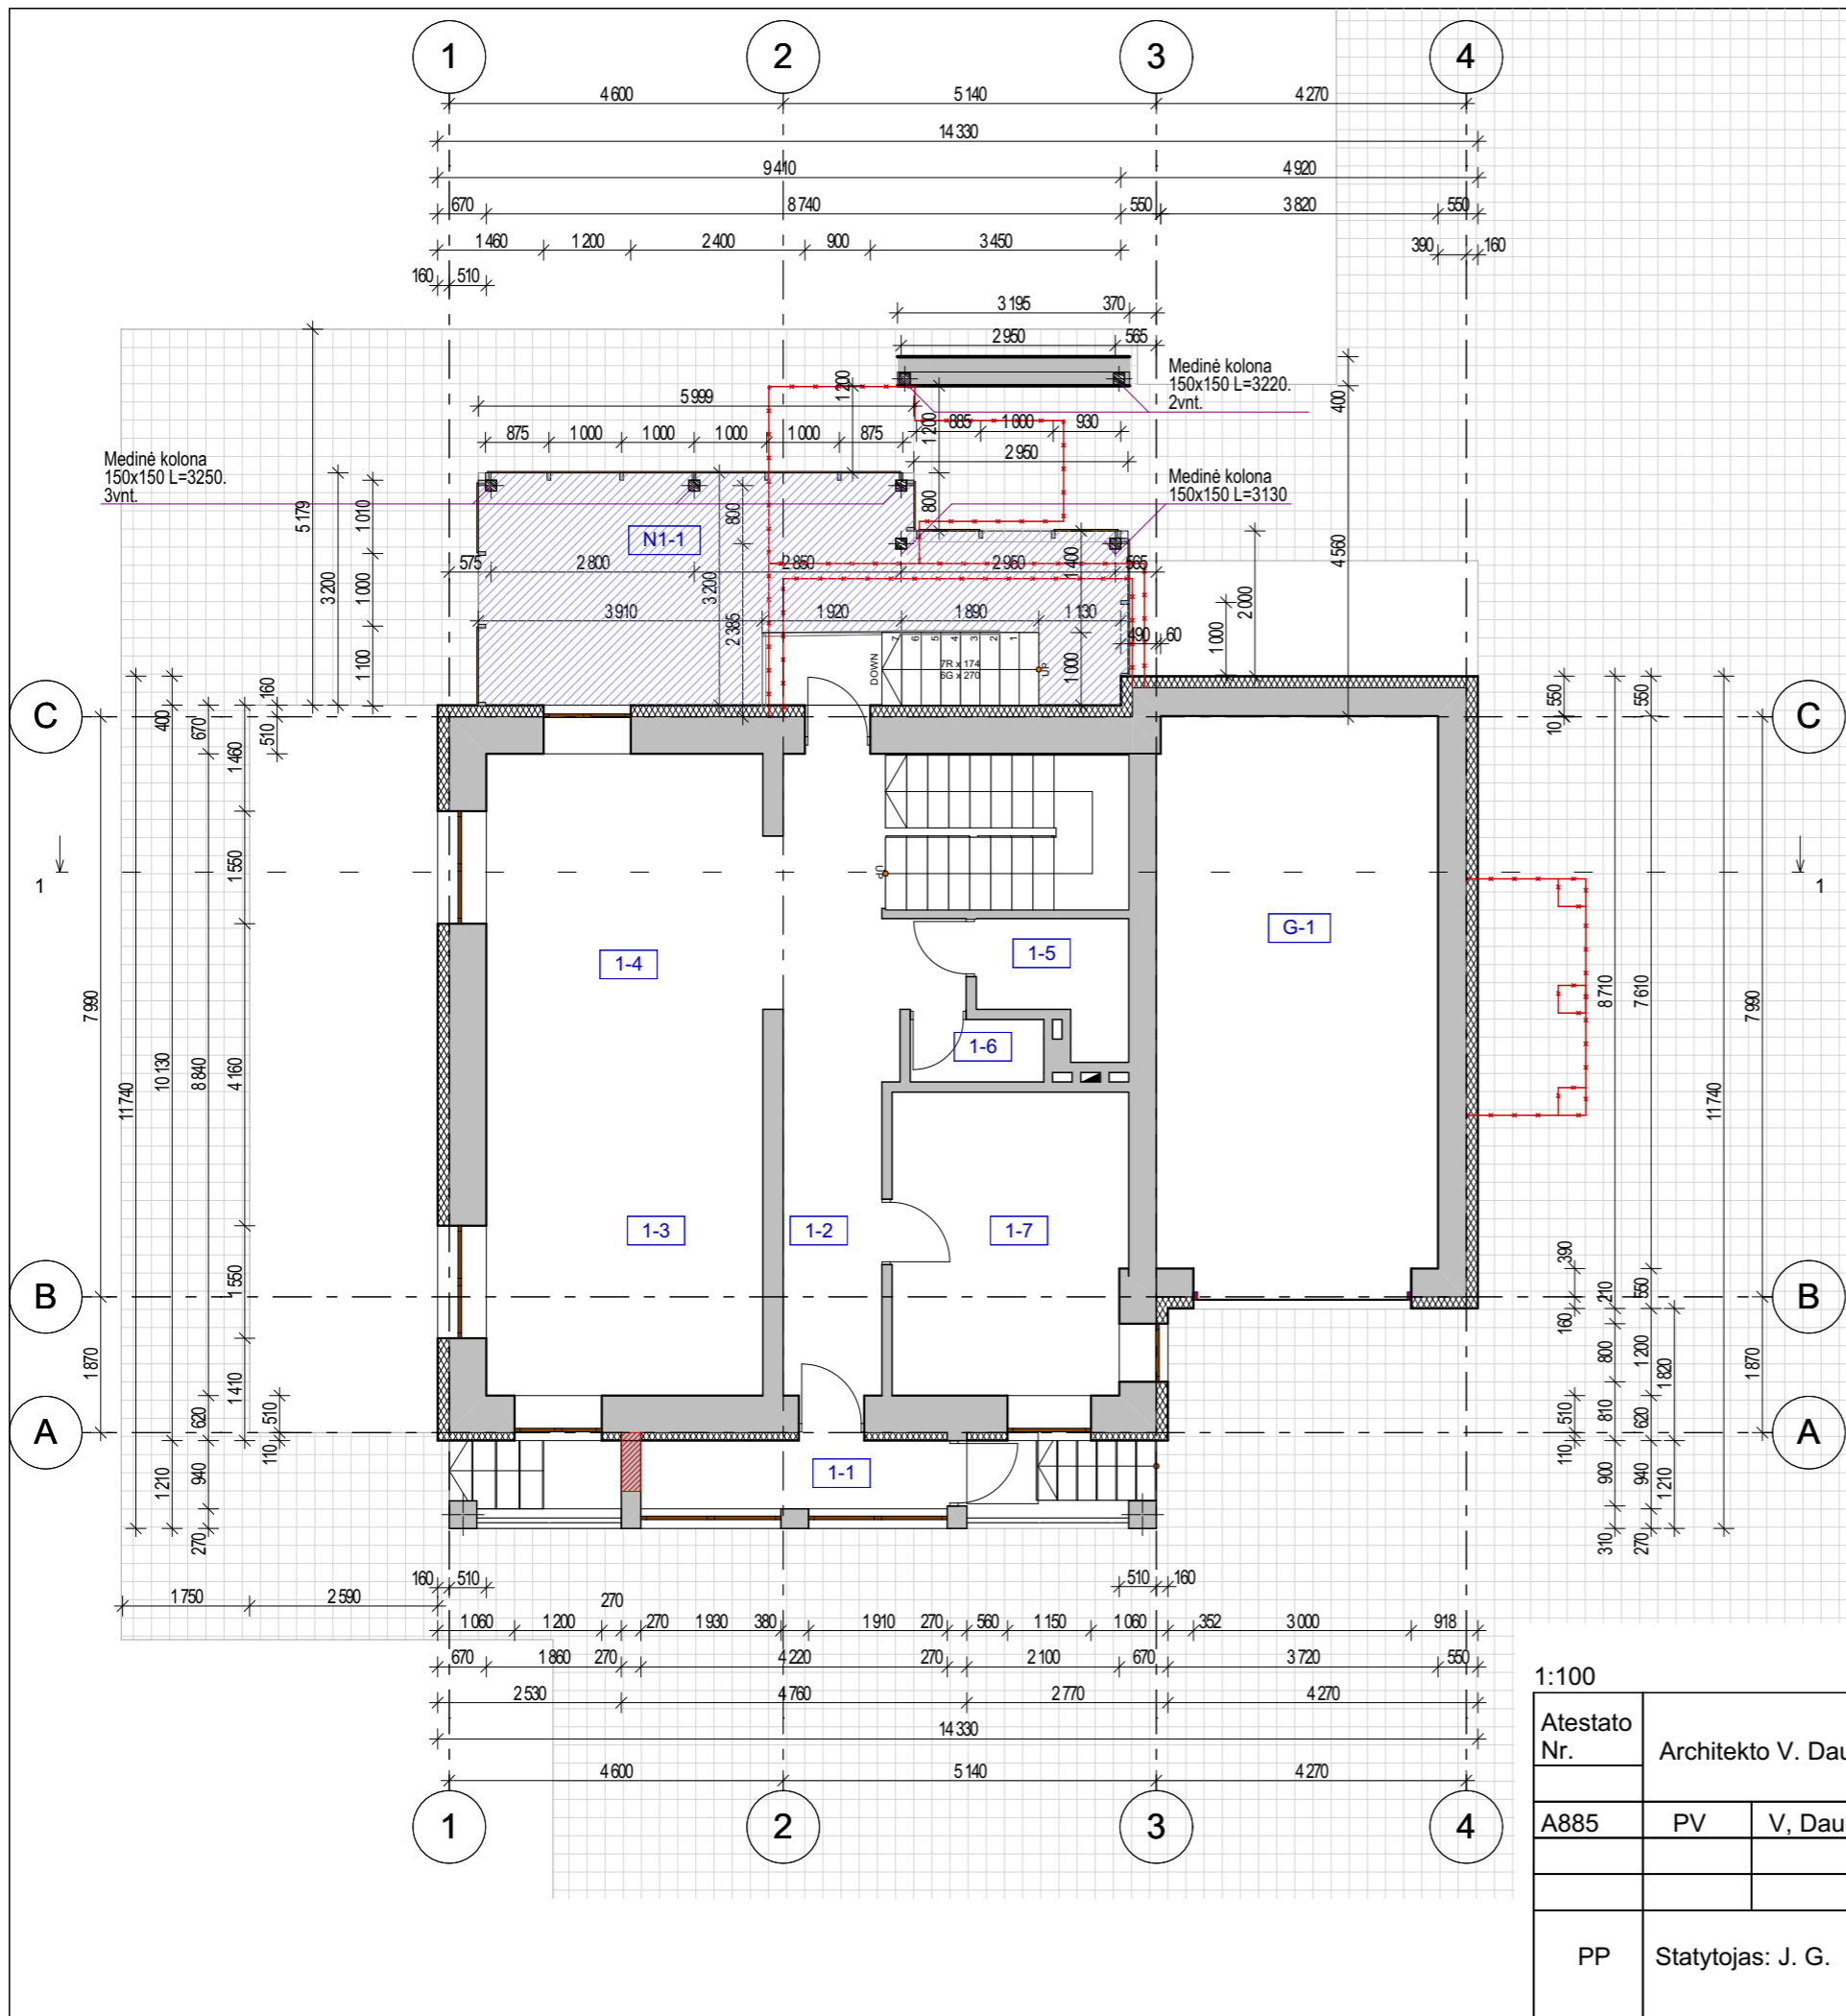 1 2 3 4
4 600 5 140 4 270
14 330
9 410 4 920
670 8 740 550 3 820 550
1 460 1 200 2 400 900 3 450 390 160
160 510
3 195 370
2 950 565
Medinė kolona
150x150 L=3220.
2vnt.
1 200
400
5 999
885 1 000 930
1 200
875 1 000 1 000 1 000 1 000 875
2 950
Medinė kolona
150x150 L=3250.
3vnt.
Medinė kolona
150x150 L=3130
5 179
1 010
800
800
N1-1
4 560
575 2 800 2 850 2 950 565
1 400
3 200
1 000
3 200
2 000
3 910 1 920 1 890 1 130
2 385
490 60
1 000
1 100
7 6 5 4 3 2 1
DOWN
7R x 174
6G x 270
UP
1 000
C
C
400
670
160
510
1 460
550
10
550
1 550
1
1
UP
G-1
1-4
1-5
1-6
7 990
11 740
10 130
8 840
4 160
8 710
7 610
7 990
11 740
1-3
1-2
1-7
1 550
B
B
390
160
210
550
1 870
1 410
620
510
110
800
1 200
1 820
1 870
A
A
510
110
810
620
1-1
1 210
940
270
900
940
1 210
310
270
160 510 510 160
1 750 2 590
270
1 060 1 200 270 1 930 380 1 910 270 560 1 150 1 060 352 3 000 918
670 1 860 270 4 220 270 2 100 670 3 720 550
2 530 4 760 2 770 4 270
14 330
4 600 5 140 4 270
1 2 3 4
1:100
Atestato
Nr.
Architekto V. Dau
A885 PV V, Dau
PP Statytojas: J. G.